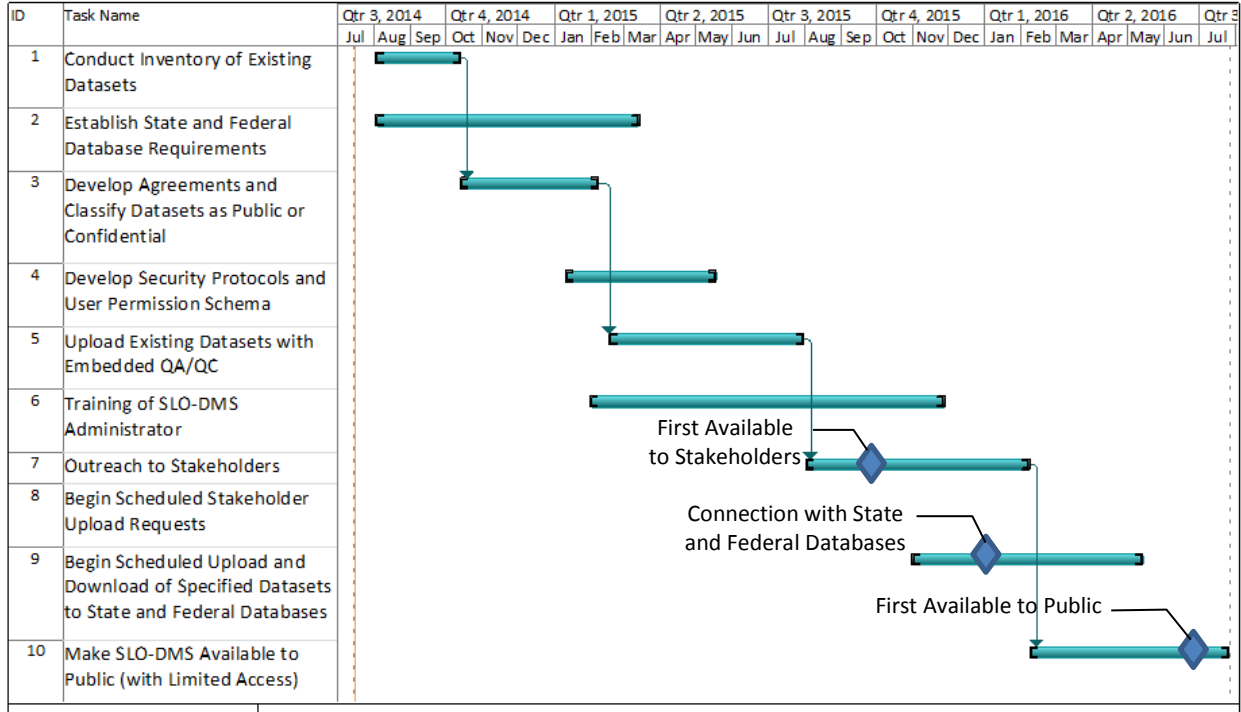 ID Task Name Qtr 3, 2014 Qtr 4, 2014 Qtr 1, 2015 Qtr 2, 2015 Qtr 3, 2015 Qtr 4, 2015 Qtr 1, 2016 Qtr 2, 2016 Qtr 3
Jul Aug Sep Oct Nov Dec Jan Feb Mar Apr May Jun Jul Aug Sep Oct Nov Dec Jan Feb Mar Apr May Jun Jul
1 Conduct Inventory of Existing
Datasets
2 Establish State and Federal
Database Requirements
3 Develop Agreements and
Classify Datasets as Public or
Confidential
4 Develop Security Protocols and
User Permission Schema
5 Upload Existing Datasets with
Embedded QA/QC
6 Training of SLO-DMS
Administrator
First Available
to Stakeholders
7 Outreach to Stakeholders
8 Begin Scheduled Stakeholder
Upload Requests
Connection with State
and Federal Databases
9 Begin Scheduled Upload and
Download of Specified Datasets
to State and Federal Databases
First Available to Public
10 Make SLO-DMS Available to
Public (with Limited Access)